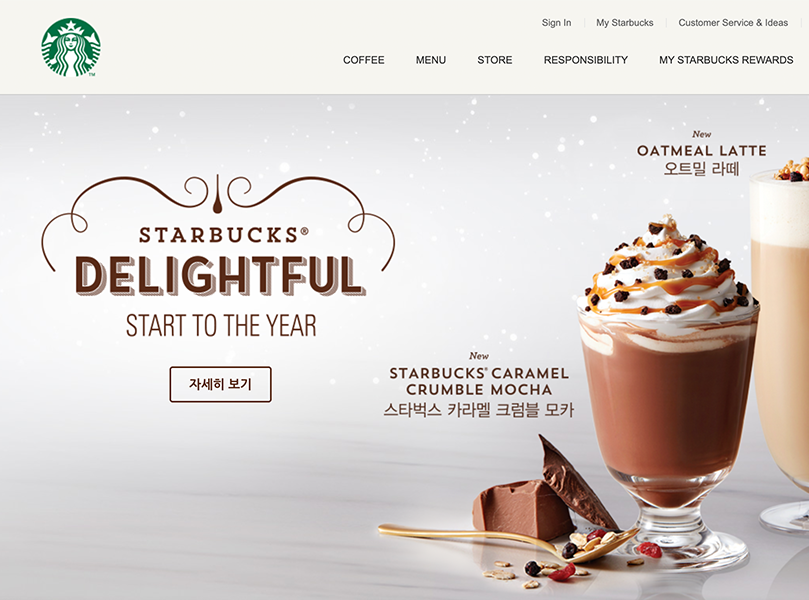 Sign In
My Starbucks
Customer Service & Ideas
COFFEE
MENU
STORE
RESPONSIBILITY
MY STARBUCKS REWARDS
TM
New
OATMEAL LATTE
오트밀 라떼
STARBUCKS®
DELIGHTFUL
START TO THE YEAR
자세히 보기
New
STARBUCKS® CARAMEL
CRUMBLE MOCHA
스타벅스 카라멜 크럼블 모카